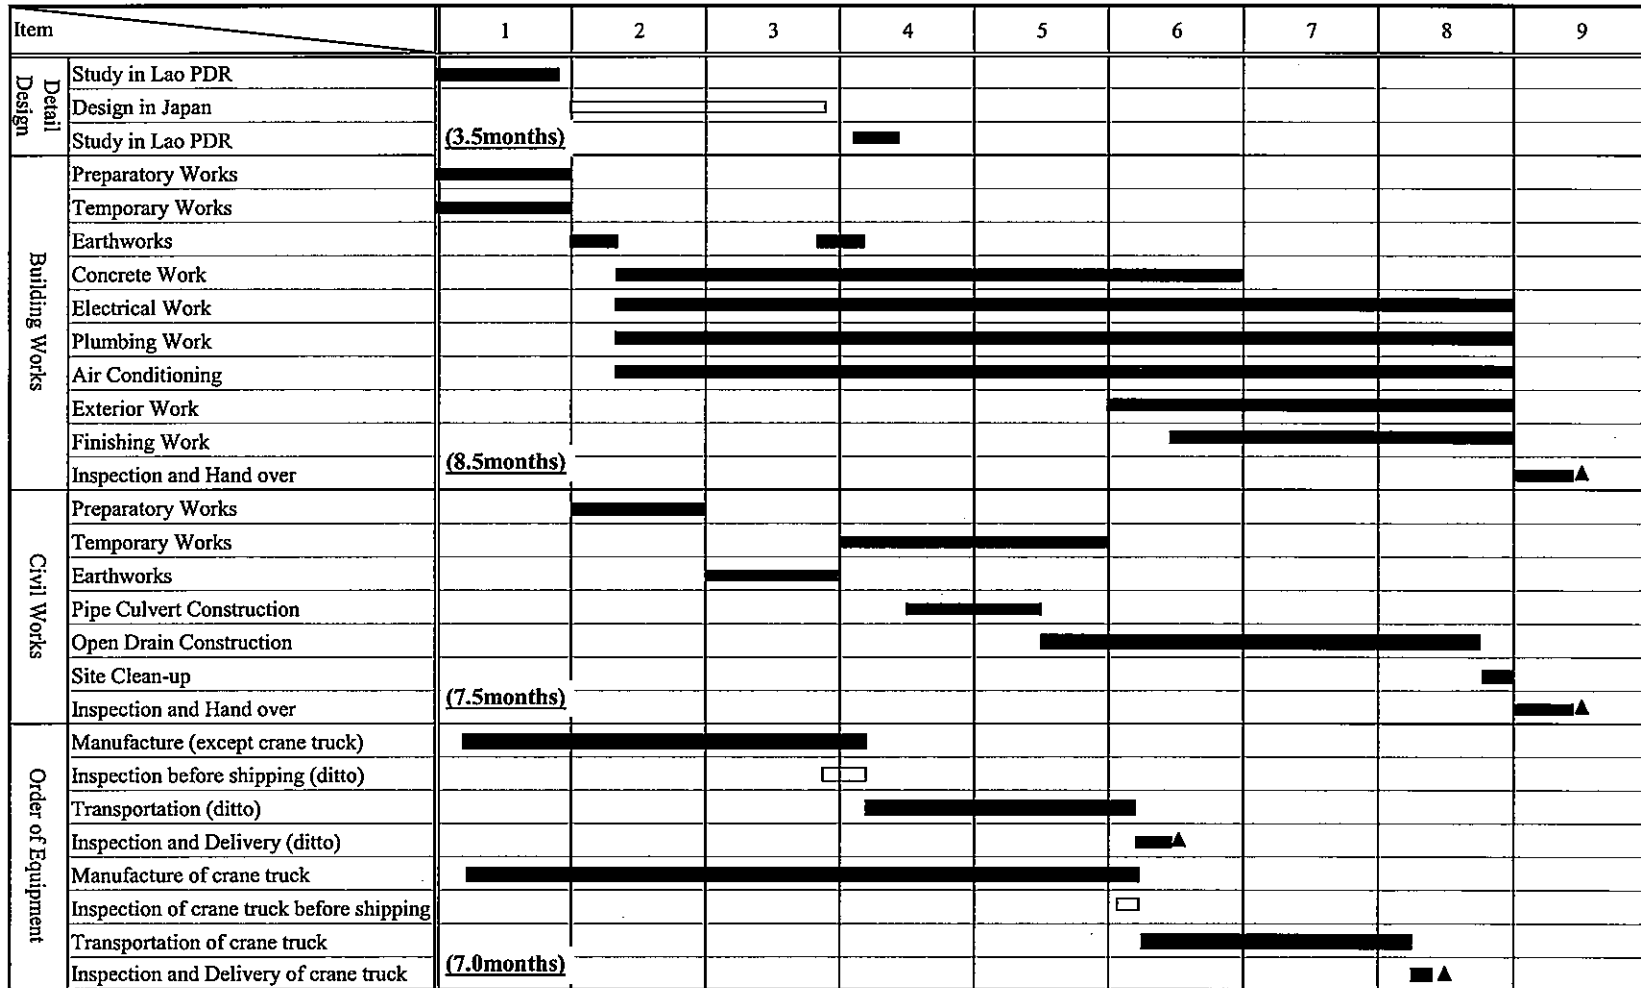 Item 1 2 3 4 5 6 7 8 9
Detail Design
Study in Lao PDR
Design in Japan
Study in Lao PDR
(3.5months)
Building Works
Preparatory Works
Temporary Works
Earthworks
Concrete Work
Electrical Work
Plumbing Work
Air Conditioning
Exterior Work
Finishing Work
Inspection and Hand over
(8.5months)
Civil Works
Preparatory Works
Temporary Works
Earthworks
Pipe Culvert Construction
Open Drain Construction
Site Clean-up
Inspection and Hand over
(7.5months)
Order of Equipment
Manufacture (except crane truck)
Inspection before shipping (ditto)
Transportation (ditto)
Inspection and Delivery (ditto)
Manufacture of crane truck
Inspection of crane truck before shipping
Transportation of crane truck
Inspection and Delivery of crane truck
(7.0months)